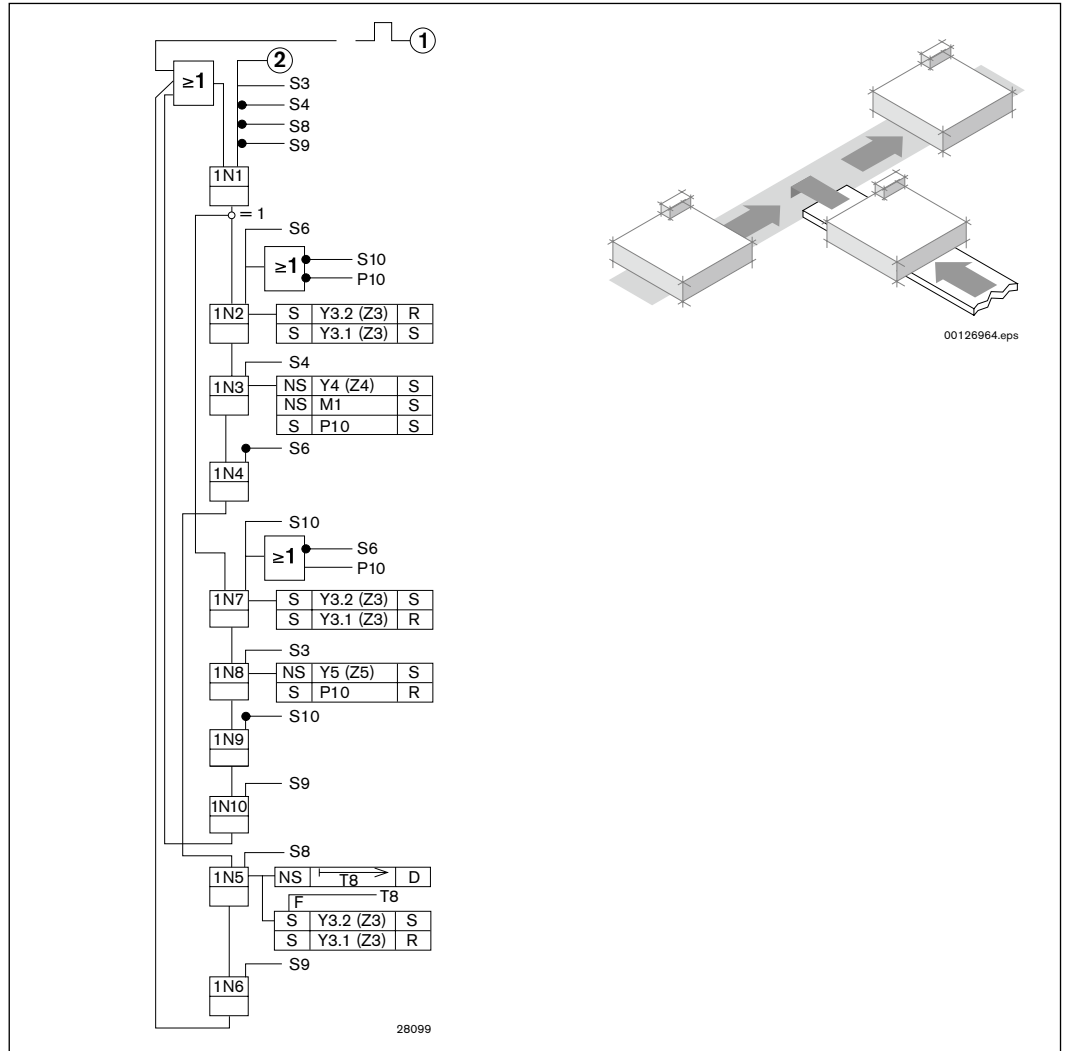 1
2
≥1
S3
S4
S8
S9
1N1
= 1
S6
≥1
S10
P10
1N2
S Y3.2 (Z3) R
S Y3.1 (Z3) S
S4
1N3
NS Y4 (Z4) S
NS M1 S
S P10 S
S6
1N4
S10
≥1
S6
P10
1N7
S Y3.2 (Z3) S
S Y3.1 (Z3) R
S3
1N8
NS Y5 (Z5) S
S P10 R
S10
1N9
S9
1N10
S8
1N5
NS T8 D
F T8
S Y3.2 (Z3) S
S Y3.1 (Z3) R
S9
1N6
28099
00126964.eps